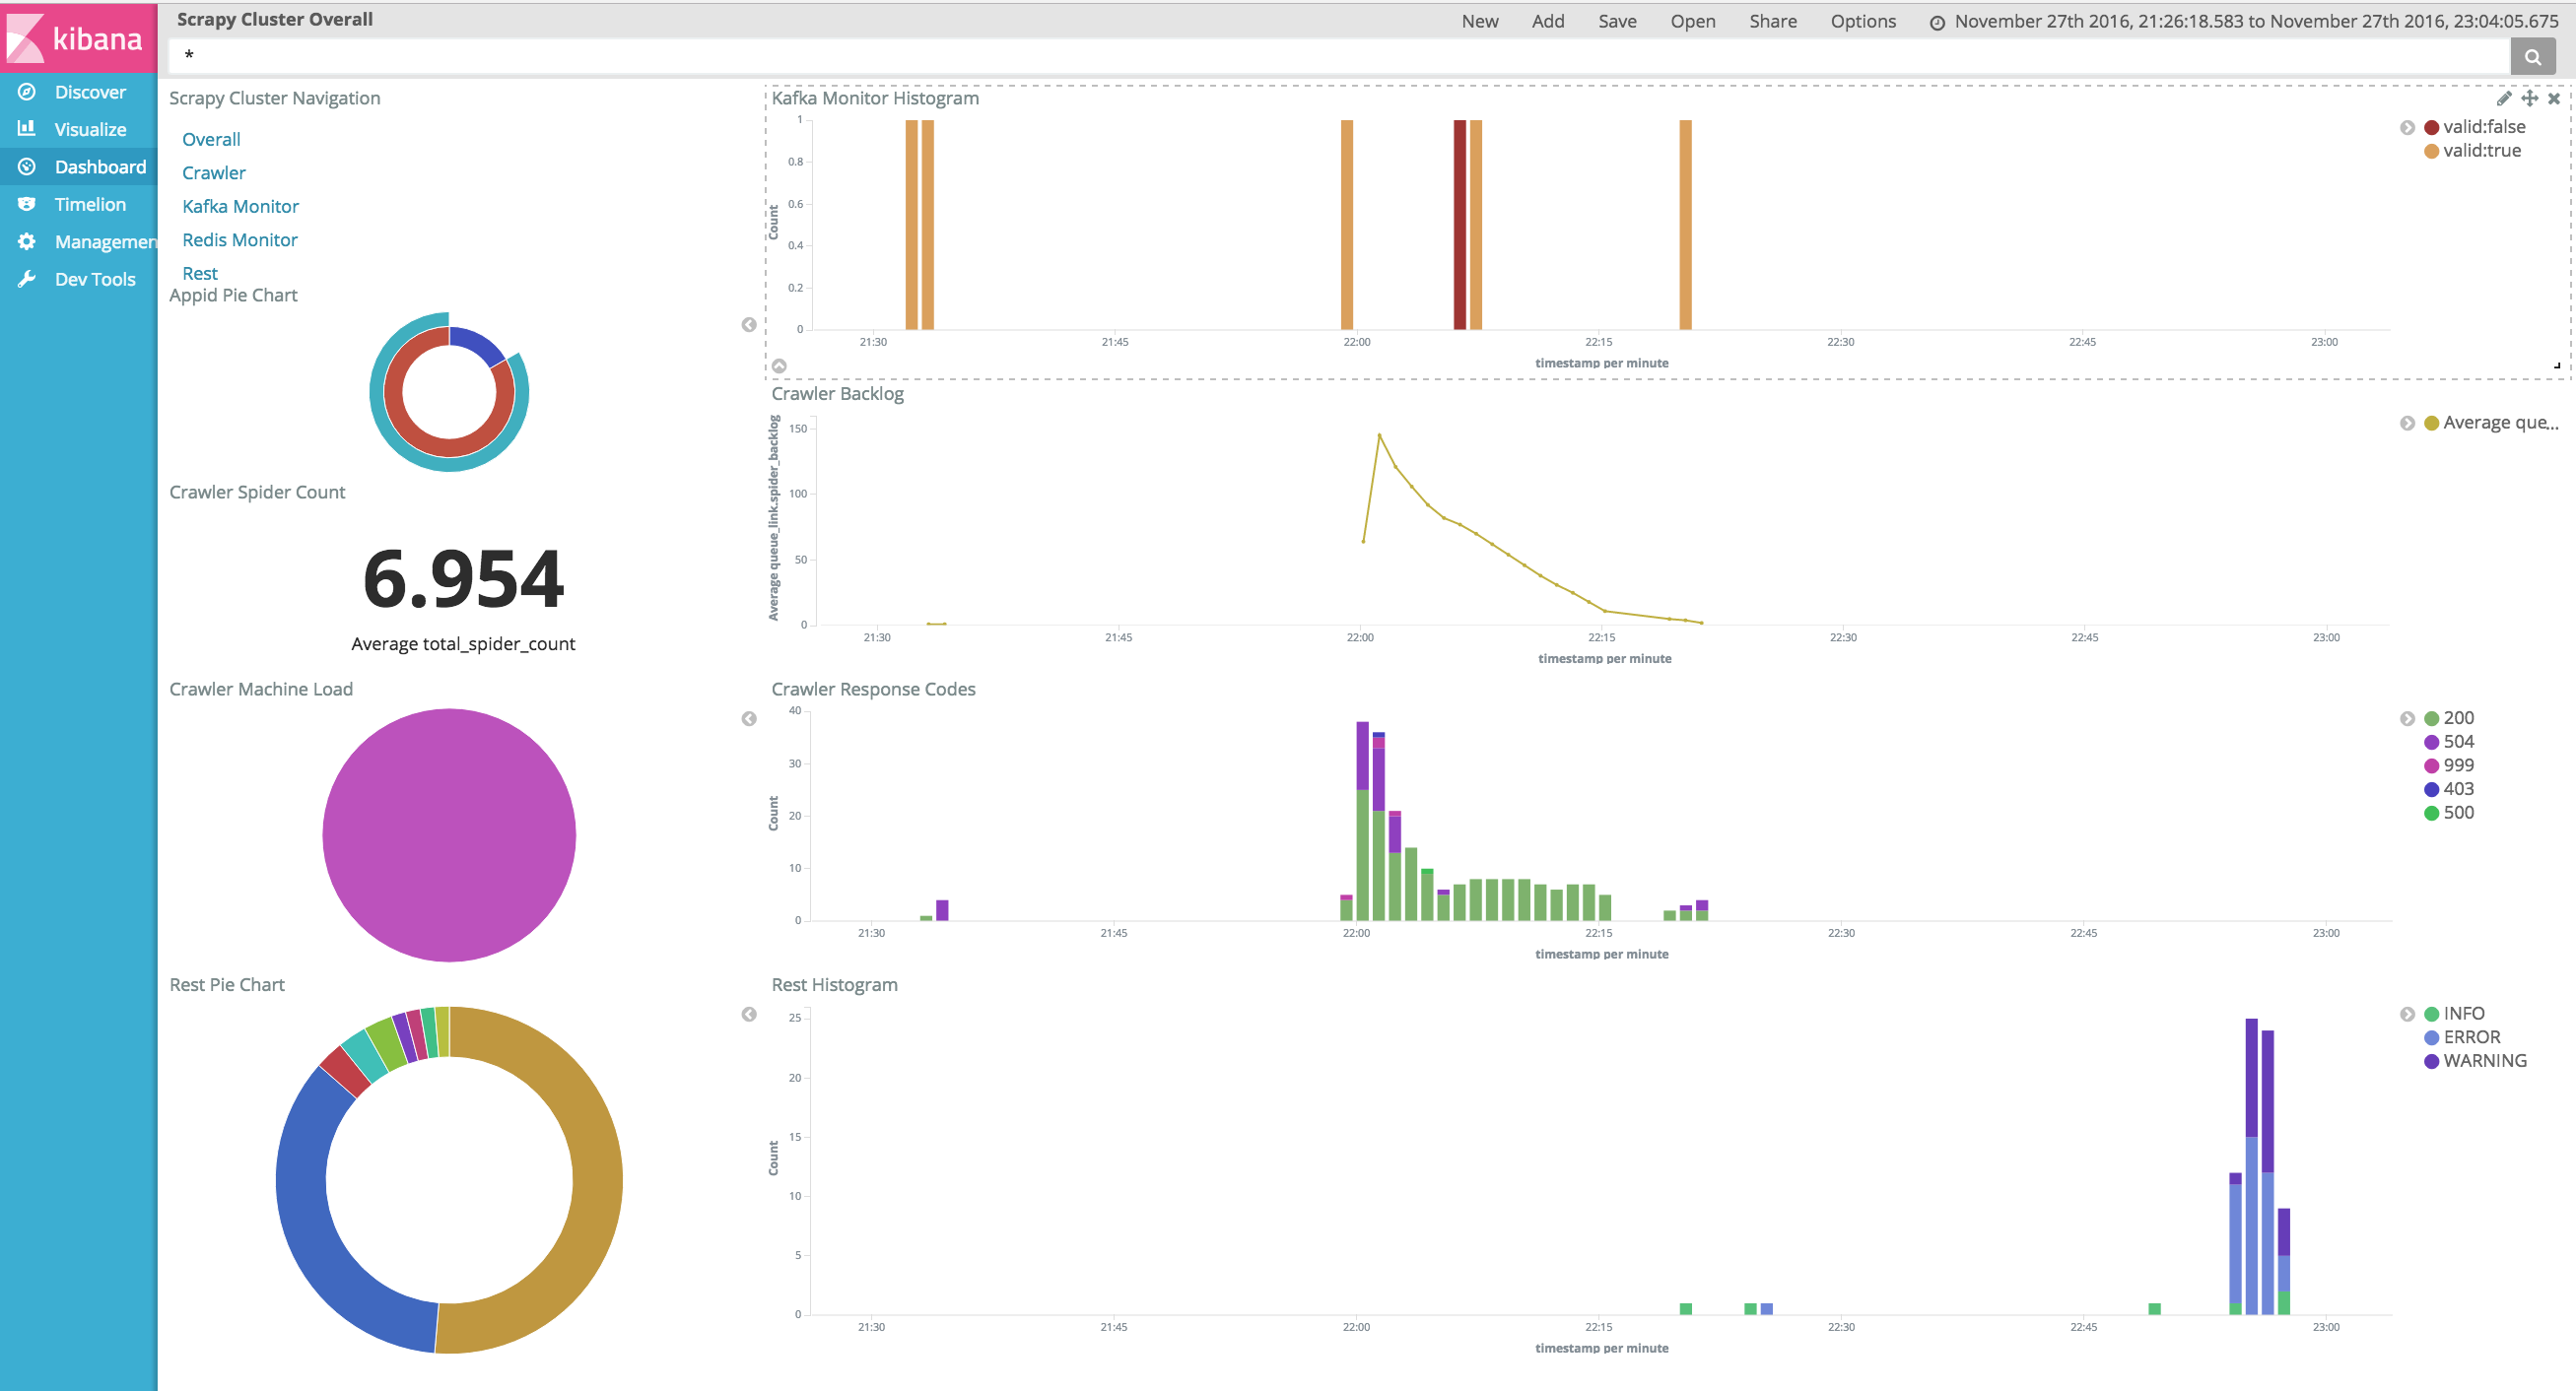 kibana
Discover
Visualize
Dashboard
Timelion
Managemen
Dev Tools
Scrapy Cluster Overall
New Add Save Open Share Options November 27th 2016, 21:26:18.583 to November 27th 2016, 23:04:05.675
*
Scrapy Cluster Navigation
Overall
Crawler
Kafka Monitor
Redis Monitor
Rest
Appid Pie Chart
Crawler Spider Count
6.954
Average total_spider_count
Crawler Machine Load
Rest Pie Chart
Kafka Monitor Histogram
valid:false
valid:true
Count
1
0.8
0.6
0.4
0.2
0
21:30 21:45 22:00 22:15 22:30 22:45 23:00
timestamp per minute
Crawler Backlog
Average que...
Average queue_link.spider_backlog
150
100
50
0
21:30 21:45 22:00 22:15 22:30 22:45 23:00
timestamp per minute
Crawler Response Codes
200
504
999
403
500
Count
40
30
20
10
0
21:30 21:45 22:00 22:15 22:30 22:45 23:00
timestamp per minute
Rest Histogram
INFO
ERROR
WARNING
Count
25
20
15
10
5
0
21:30 21:45 22:00 22:15 22:30 22:45 23:00
timestamp per minute